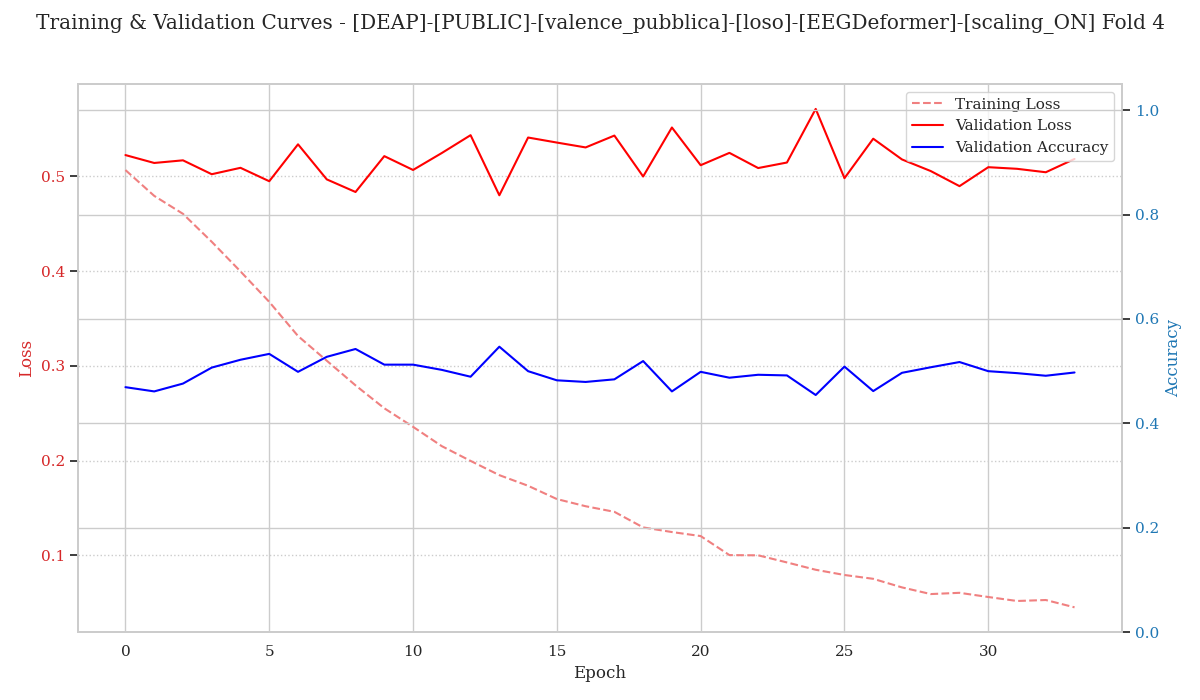 Training & Validation Curves - [DEAP]-[PUBLIC]-[valence_pubblica]-[loso]-[EEGDeformer]-[scaling_ON] Fold 4
Training Loss
Validation Loss
Validation Accuracy
Loss
0.5
0.4
0.3
0.2
0.1
1.0
0.8
0.6
0.4
0.2
0.0
Accuracy
0 5 10 15 20 25 30
Epoch